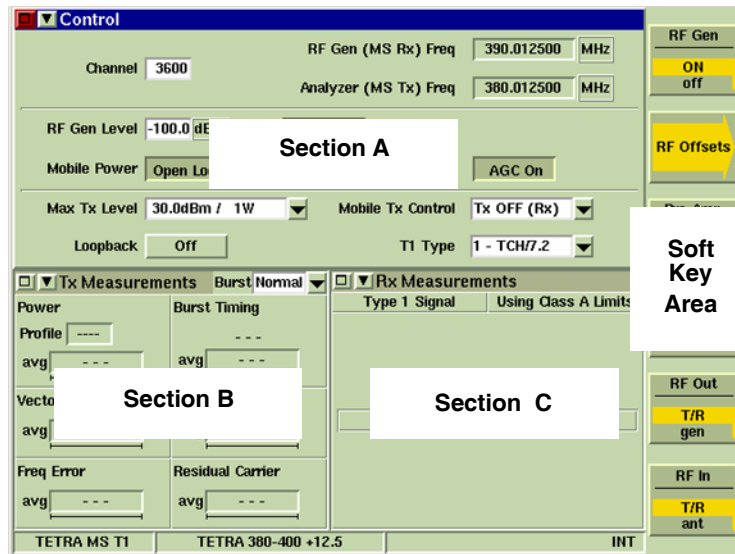 Control
Channel 3600
RF Gen (MS Rx) Freq 390.012500 MHz
Analyzer (MS Tx) Freq 380.012500 MHz
RF Gen Level -100.0
Section A
Mobile Power Open
AGC On
Max Tx Level 30.0dBm / 1W
Mobile Tx Control Tx OFF (Rx)
Loopback Off
T1 Type 1 - TCH/7.2
Tx Measurements Burst Normal
Power
Burst Timing
Profile ----
- - -
avg - - -
avg - - -
Section B
avg
Freq Error
Residual Carrier
avg - - -
avg - - -
Rx Measurements
Type 1 Signal Using Class A Limits
Section C
TETRA MS T1
TETRA 380-400 +12.5
INT
RF Gen
ON
off
RF Offsets
Soft
Key
Area
RF Out
T/R
gen
RF In
T/R
ant